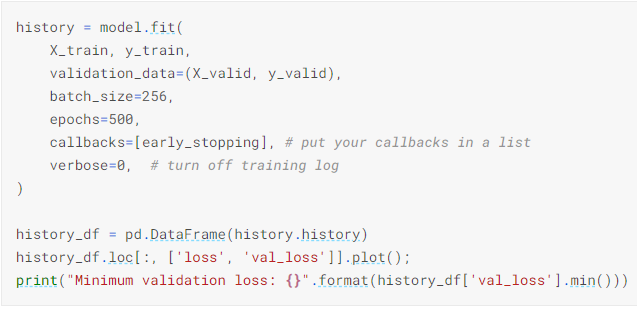 history = model.fit(
    X_train, y_train,
    validation_data=(X_valid, y_valid),
    batch_size=256,
    epochs=500,
    callbacks=[early_stopping], # put your callbacks in a list
    verbose=0,  # turn off training log
)

history_df = pd.DataFrame(history.history)
history_df.loc[:, ['loss', 'val_loss']].plot();
print("Minimum validation loss: {}".format(history_df['val_loss'].min()))